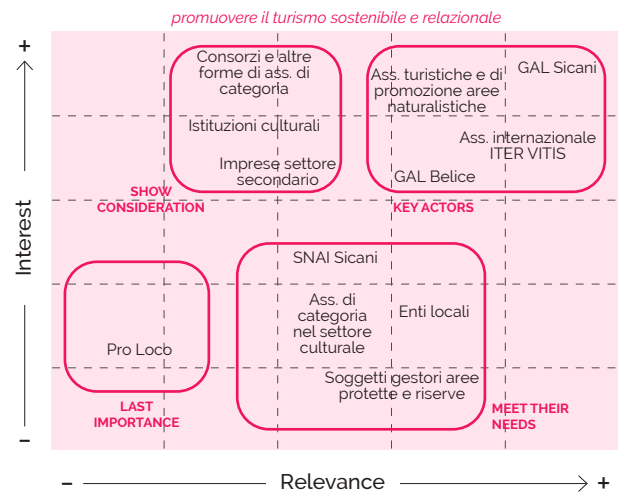 promuovere il turismo sostenibile e relazionale
+
Interest
–
Consorzi e altre
forme di ass. di
categoria
Istituzioni culturali
Imprese settore
secondario
SHOW
CONSIDERATION
Ass. turistiche e di
promozione aree
naturalistiche
GAL Sicani
Ass. internazionale
ITER VITIS
GAL Belice
KEY ACTORS
Pro Loco
LAST
IMPORTANCE
SNAI Sicani
Ass. di
categoria
nel settore
culturale
Enti locali
Soggetti gestori aree
protette e riserve
MEET THEIR
NEEDS
– Relevance +